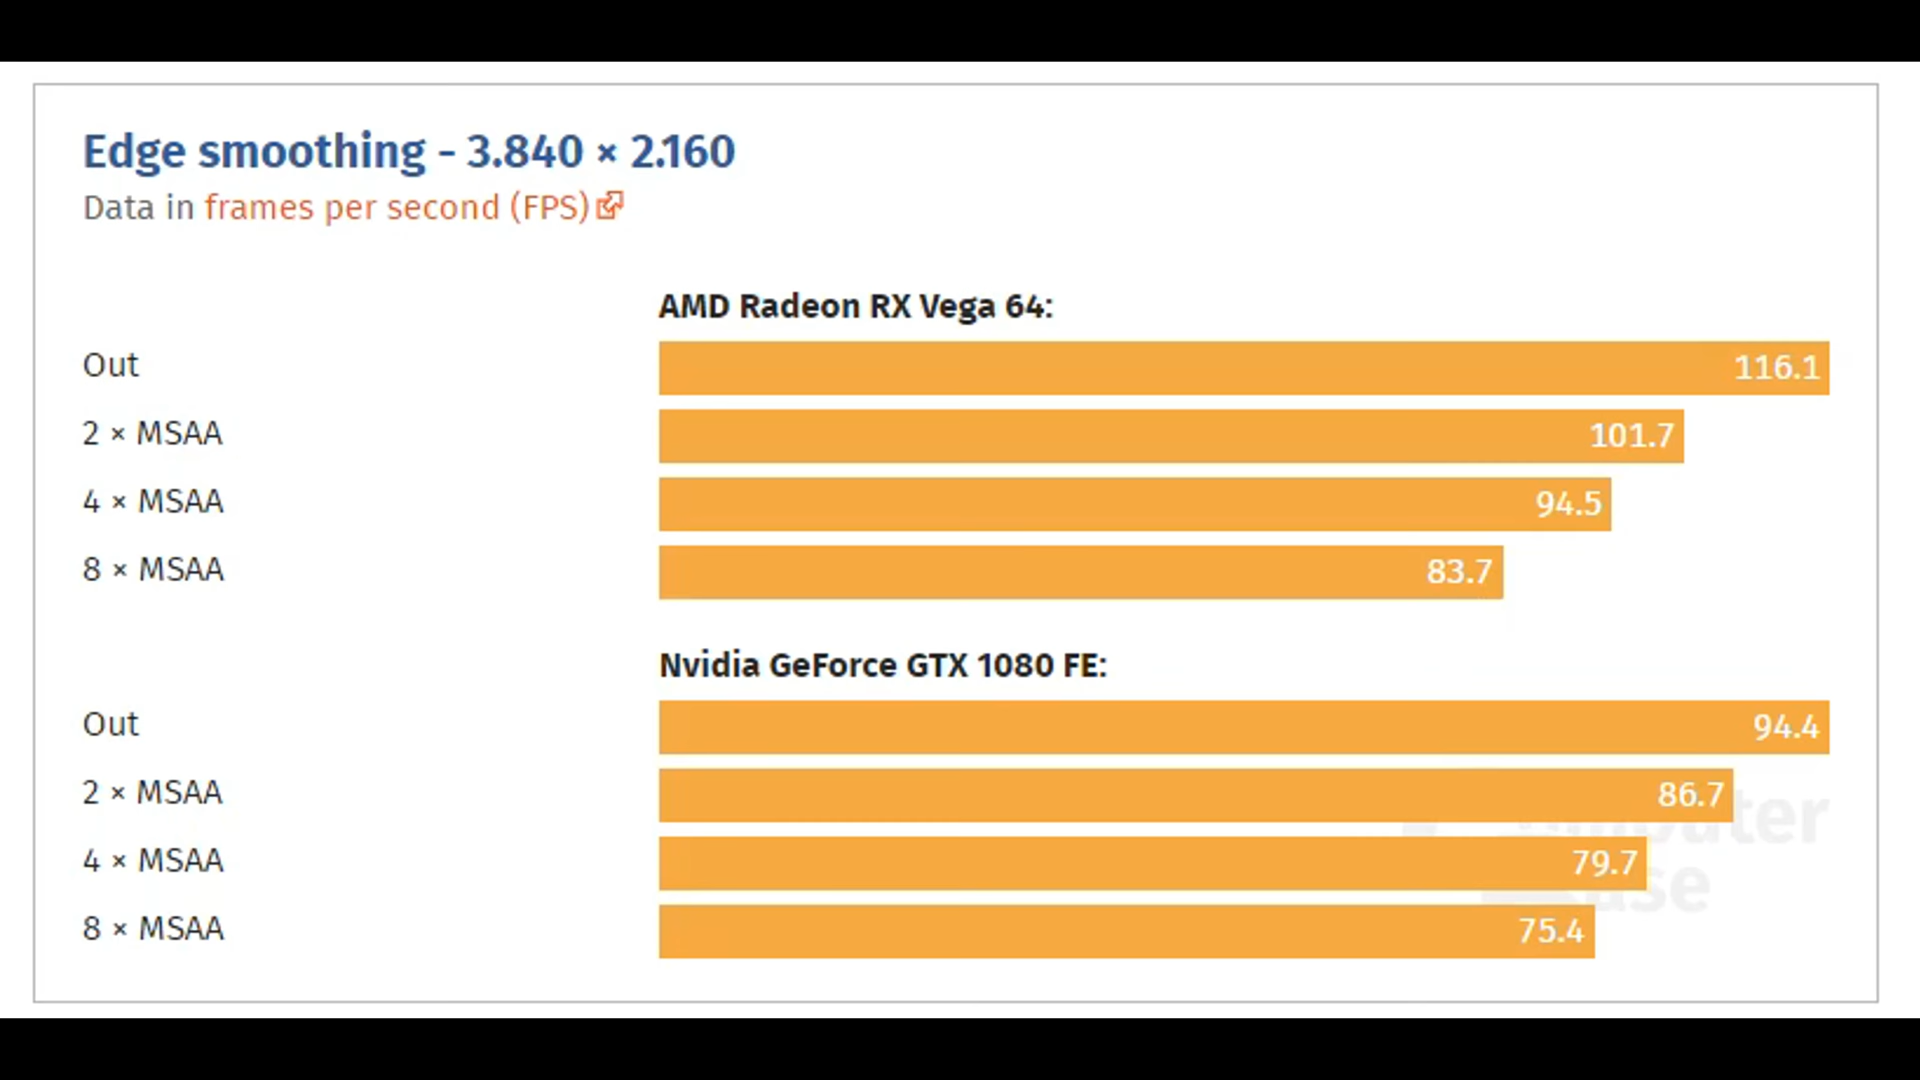 Edge smoothing - 3.840 × 2.160
Data in frames per second (FPS)
AMD Radeon RX Vega 64:
Out 116.1
2 × MSAA 101.7
4 × MSAA 94.5
8 × MSAA 83.7
Nvidia GeForce GTX 1080 FE:
Out 94.4
2 × MSAA 86.7
4 × MSAA 79.7
8 × MSAA 75.4